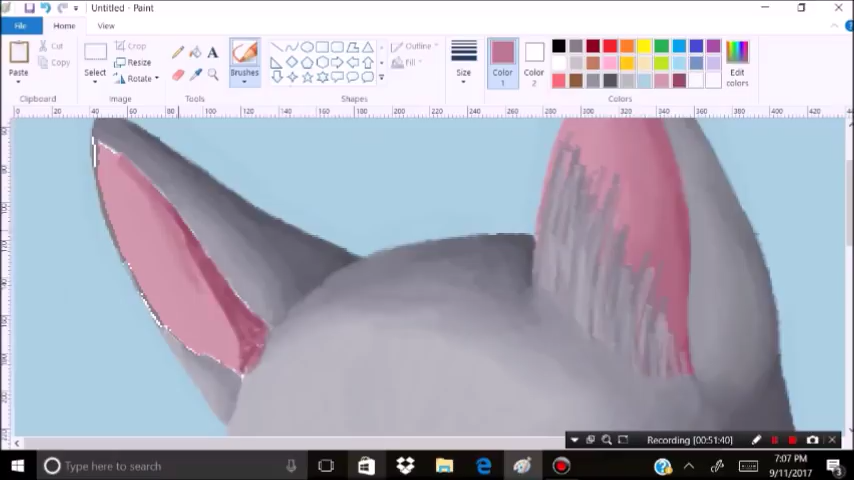 Untitled - Paint
File Home View
Paste
Cut
Copy
Clipboard
Select
Crop
Resize
Rotate
Image
A
Tools
Brushes
Shapes
Outline
Fill
Size
Color 1
Color 2
Colors
Edit colors
0 20 40 60 80 100 120 140 160 180 200 220 240 260 280 300 320 340 360 380 400 420
Recording [00:51:40]
Type here to search
7:07 PM
9/11/2017